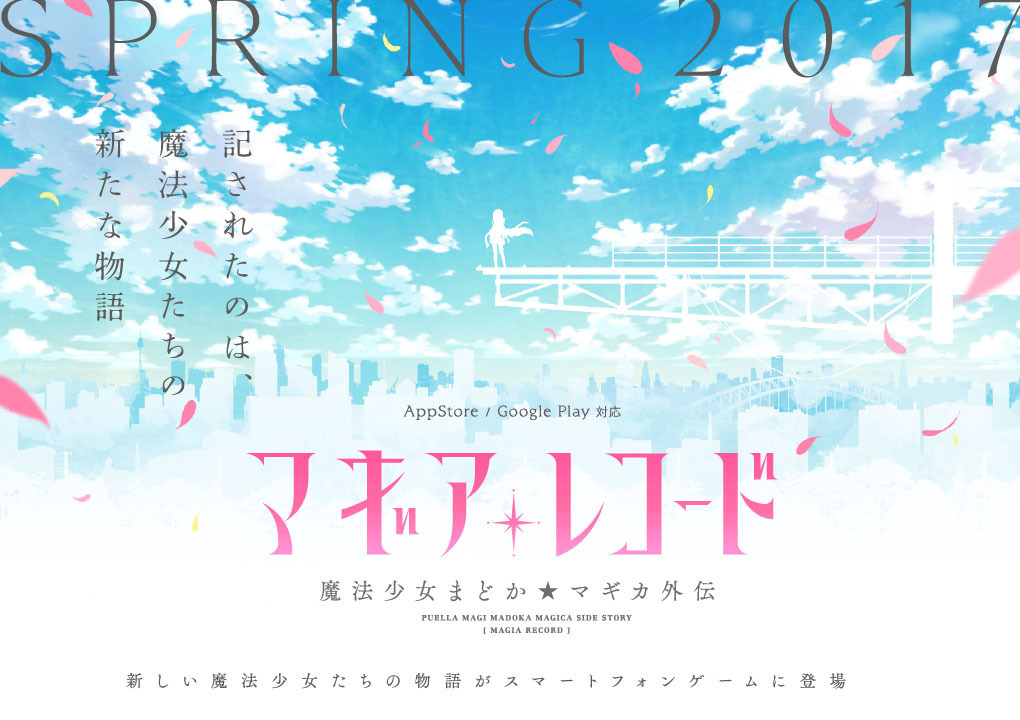 SPRING 2017
記されたのは、
魔法少女たちの
新たな物語
AppStore / Google Play 対応
マギア✦レコード
魔法少女まどか★マギカ外伝
PUELLA MAGI MADOKA MAGICA SIDE STORY
[ MAGIA RECORD ]
新しい魔法少女たちの物語がスマートフォンゲームに登場